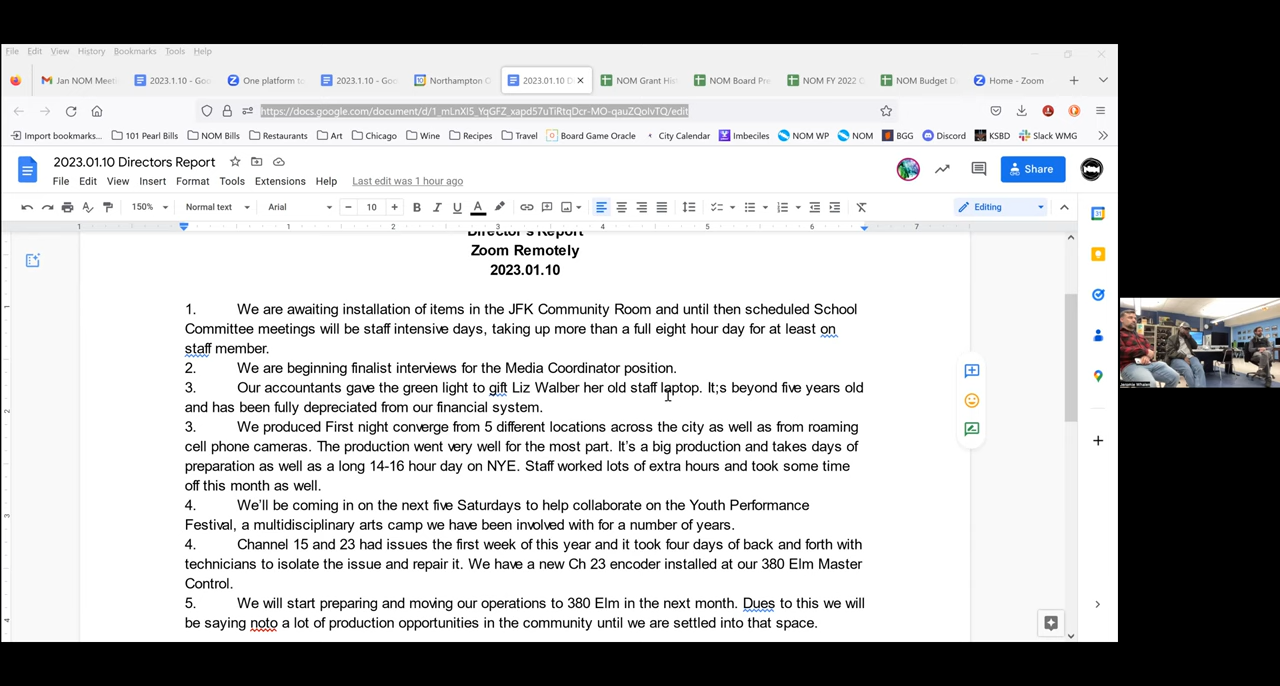 File Edit View History Bookmarks Tools Help
Jan NOM Meeti 2023.1.10 - Goo One platform to 2023.1.10 - Goo Northampton C 2023.01.10 D NOM Grant His NOM Board Pre NOM FY 2022 C NOM Budget D Home - Zoom
Import bookmarks... 101 Pearl Bills NOM Bills Restaurants Art Chicago Wine Recipes Travel Board Game Oracle City Calendar Imbeciles NOM WP NOM BGG Discord KSBD Slack WMG
2023.01.10 Directors Report
Share
File Edit View Insert Format Tools Extensions Help Last edit was 1 hour ago
150% Normal text Arial 10 B I U A Editing
1 1 2 3 4 5 6 7
Director's Report
Zoom Remotely
2023.01.10
1. We are awaiting installation of items in the JFK Community Room and until then scheduled School
Committee meetings will be staff intensive days, taking up more than a full eight hour day for at least on
staff member.
2. We are beginning finalist interviews for the Media Coordinator position.
3. Our accountants gave the green light to gift Liz Walber her old staff laptop. It;s beyond five years old
and has been fully depreciated from our financial system.
3. We produced First night converge from 5 different locations across the city as well as from roaming
cell phone cameras. The production went very well for the most part. It's a big production and takes days of
preparation as well as a long 14-16 hour day on NYE. Staff worked lots of extra hours and took some time
off this month as well.
4. We'll be coming in on the next five Saturdays to help collaborate on the Youth Performance
Festival, a multidisciplinary arts camp we have been involved with for a number of years.
4. Channel 15 and 23 had issues the first week of this year and it took four days of back and forth with
technicians to isolate the issue and repair it. We have a new Ch 23 encoder installed at our 380 Elm Master
Control.
5. We will start preparing and moving our operations to 380 Elm in the next month. Dues to this we will
be saying noto a lot of production opportunities in the community until we are settled into that space.